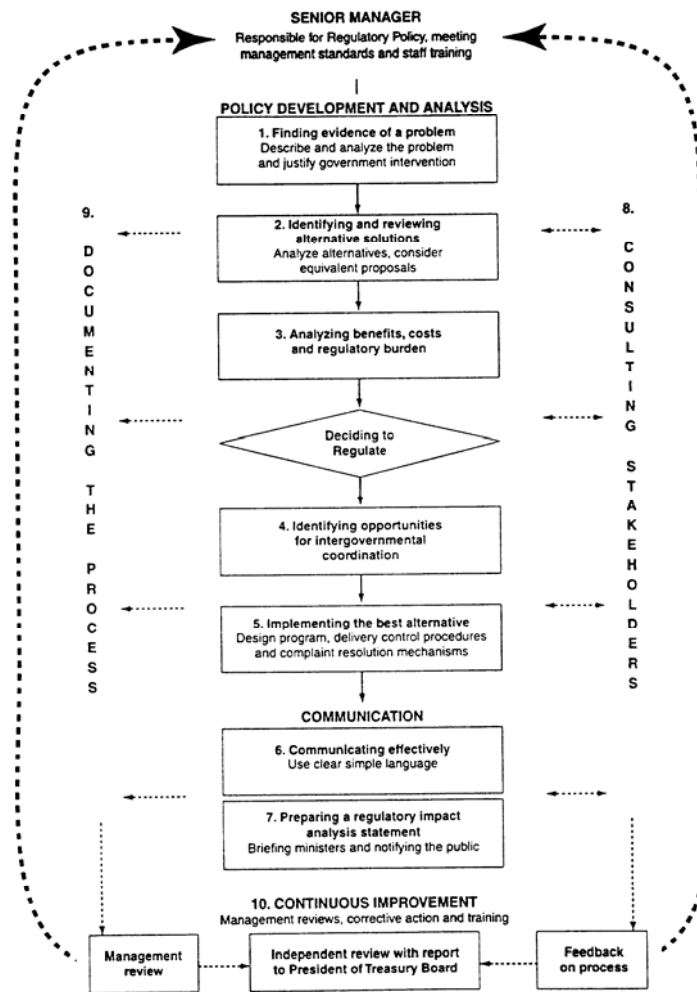 SENIOR MANAGER
Responsible for Regulatory Policy, meeting
management standards and staff training
POLICY DEVELOPMENT AND ANALYSIS
1. Finding evidence of a problem
Describe and analyze the problem
and justify government intervention
9.
DOCUMENTING THE PROCESS
8.
CONSULTING STAKEHOLDERS
2. Identifying and reviewing
alternative solutions
Analyze alternatives, consider
equivalent proposals
3. Analyzing benefits, costs
and regulatory burden
Deciding to
Regulate
4. Identifying opportunities
for intergovernmental
coordination
5. Implementing the best alternative
Design program, delivery control procedures
and complaint resolution mechanisms
COMMUNICATION
6. Communicating effectively
Use clear simple language
7. Preparing a regulatory impact
analysis statement
Briefing ministers and notifying the public
10. CONTINUOUS IMPROVEMENT
Management reviews, corrective action and training
Management
review
Independent review with report
to President of Treasury Board
Feedback
on process